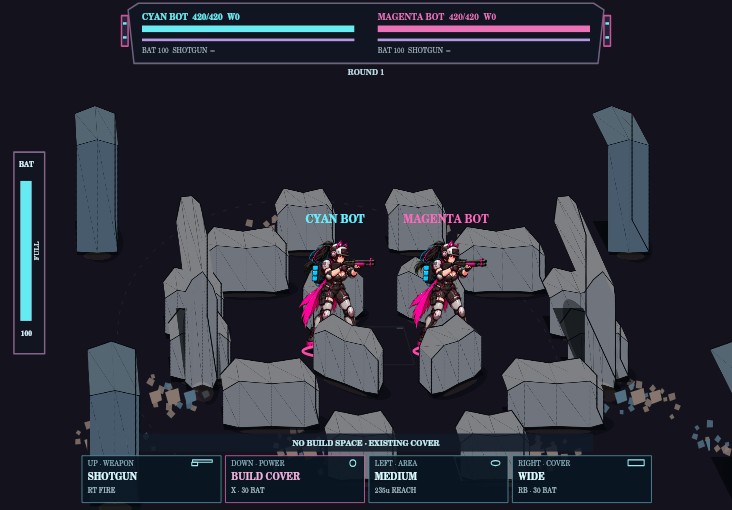 CYAN BOT 420/420 W0
MAGENTA BOT 420/420 W0
BAT 100 SHOTGUN ∞
BAT 100 SHOTGUN ∞
ROUND 1
BAT
FULL
100
CYAN BOT
MAGENTA BOT
NO BUILD SPACE · EXISTING COVER
UP · WEAPON
SHOTGUN
RT FIRE
DOWN · POWER
BUILD COVER
X · 30 BAT
LEFT · AREA
MEDIUM
235u REACH
RIGHT · COVER
WIDE
RB · 30 BAT